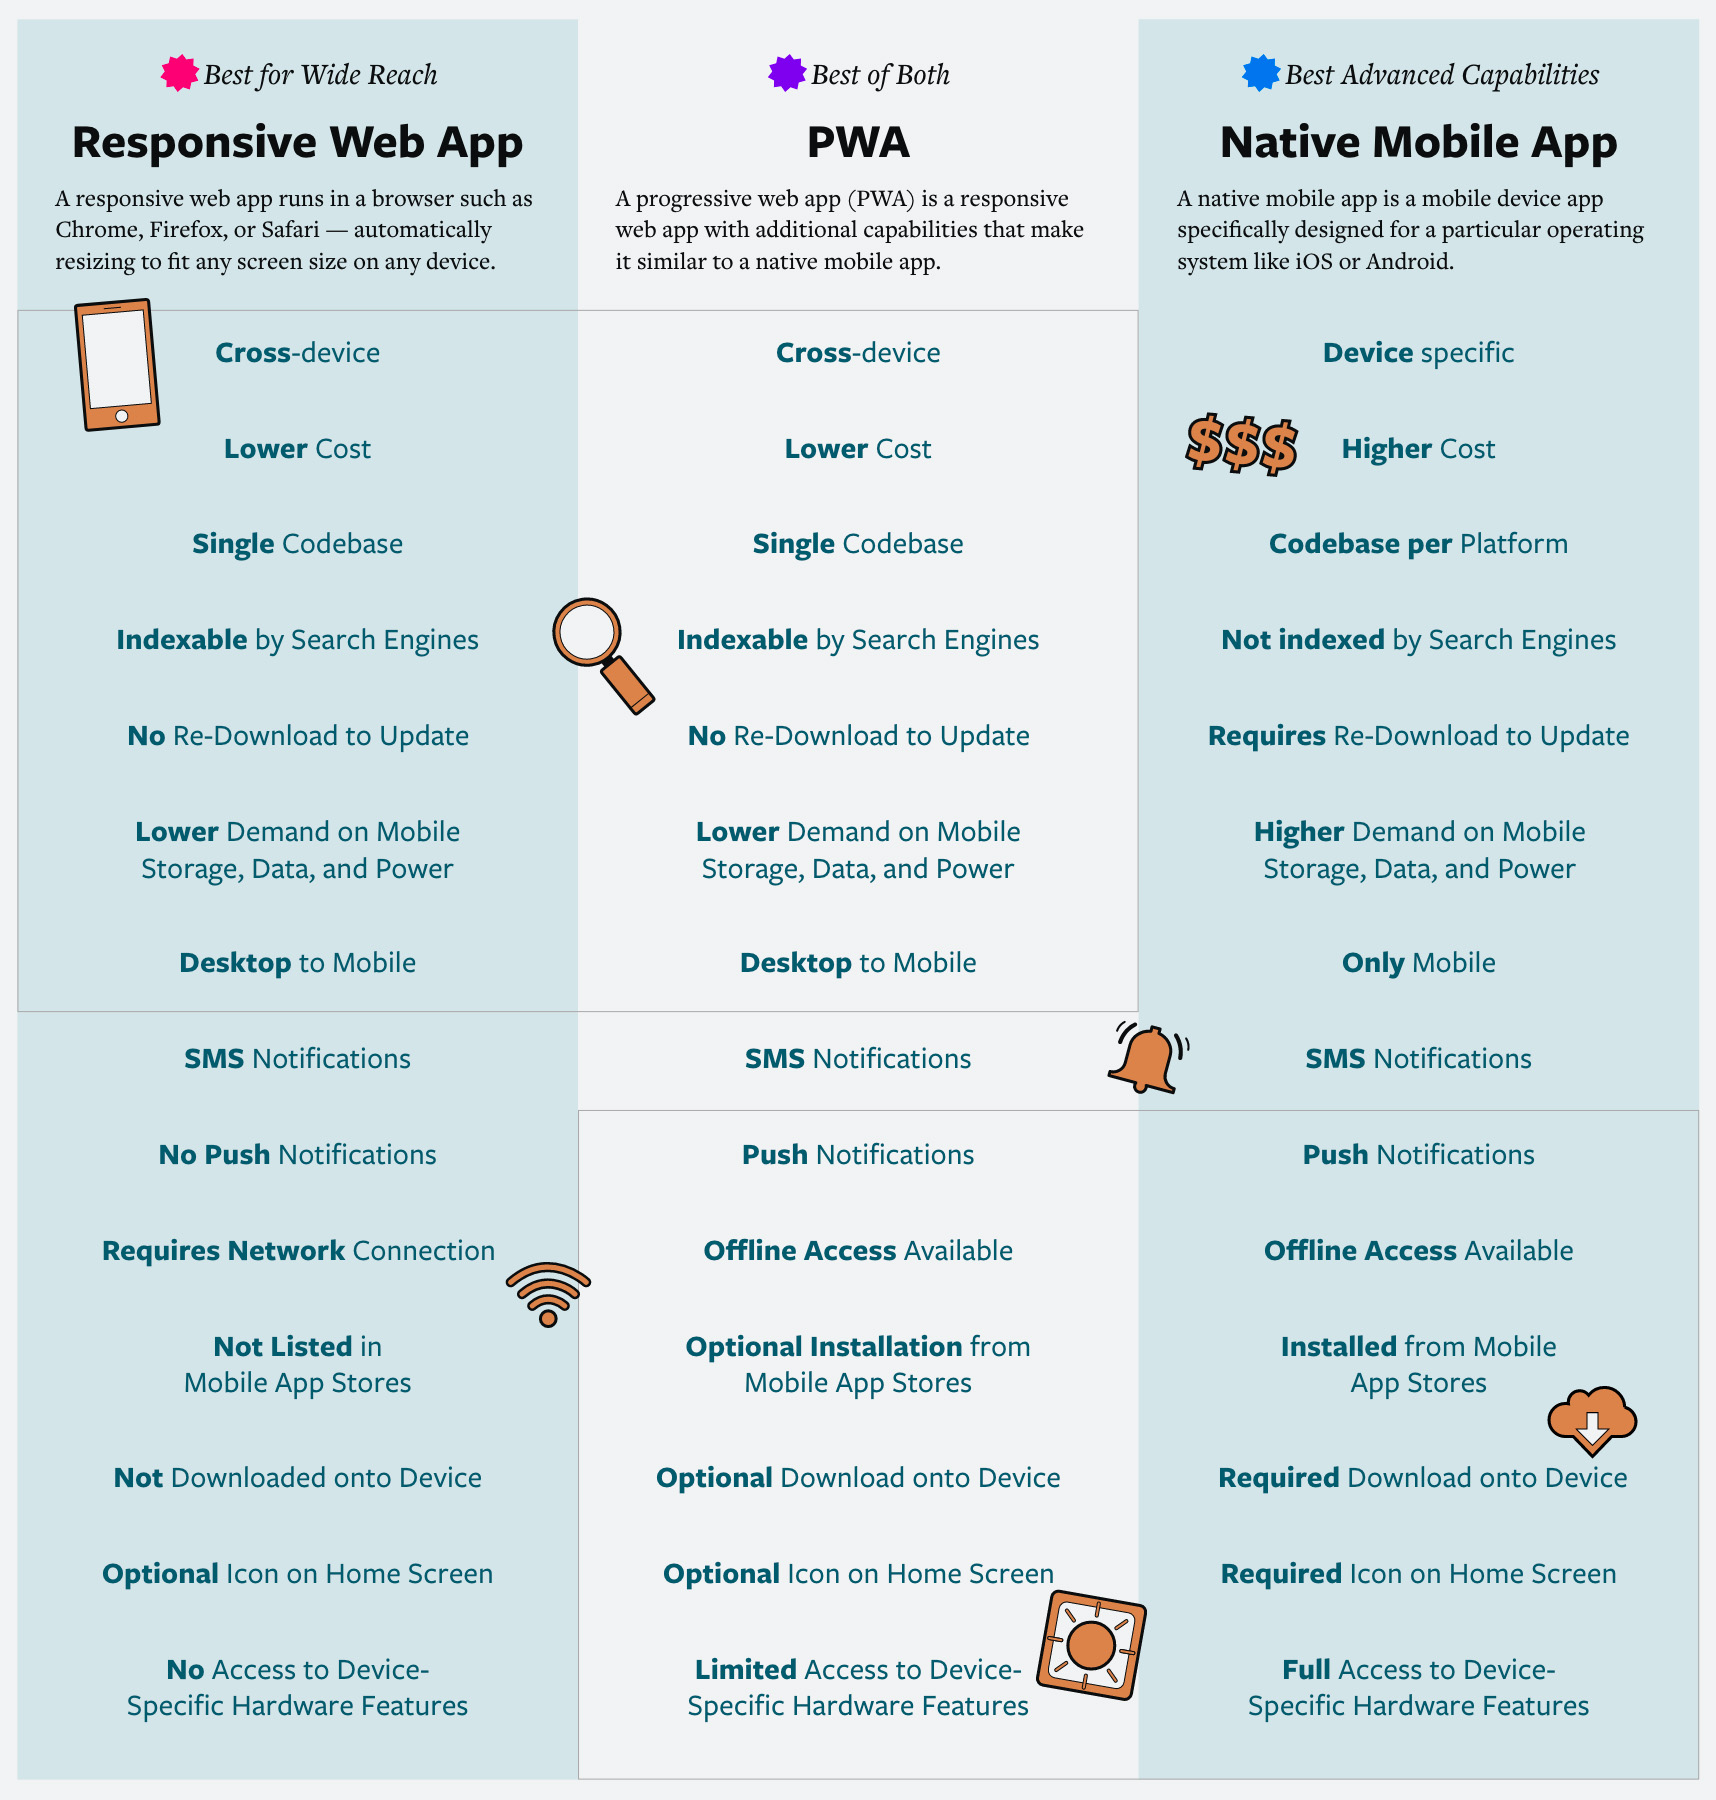 Best for Wide Reach
Responsive Web App
A responsive web app runs in a browser such as
Chrome, Firefox, or Safari — automatically
resizing to fit any screen size on any device.
Best of Both
PWA
A progressive web app (PWA) is a responsive
web app with additional capabilities that make
it similar to a native mobile app.
Best Advanced Capabilities
Native Mobile App
A native mobile app is a mobile device app
specifically designed for a particular operating
system like iOS or Android.
Cross-device
Cross-device
Device specific
Lower Cost
Lower Cost
$$$
Higher Cost
Single Codebase
Single Codebase
Codebase per Platform
Indexable by Search Engines
Indexable by Search Engines
Not indexed by Search Engines
No Re-Download to Update
No Re-Download to Update
Requires Re-Download to Update
Lower Demand on Mobile
Storage, Data, and Power
Lower Demand on Mobile
Storage, Data, and Power
Higher Demand on Mobile
Storage, Data, and Power
Desktop to Mobile
Desktop to Mobile
Only Mobile
SMS Notifications
SMS Notifications
SMS Notifications
No Push Notifications
Push Notifications
Push Notifications
Requires Network Connection
Offline Access Available
Offline Access Available
Not Listed in
Mobile App Stores
Optional Installation from
Mobile App Stores
Installed from Mobile
App Stores
Not Downloaded onto Device
Optional Download onto Device
Required Download onto Device
Optional Icon on Home Screen
Optional Icon on Home Screen
Required Icon on Home Screen
No Access to Device-
Specific Hardware Features
Limited Access to Device-
Specific Hardware Features
Full Access to Device-
Specific Hardware Features